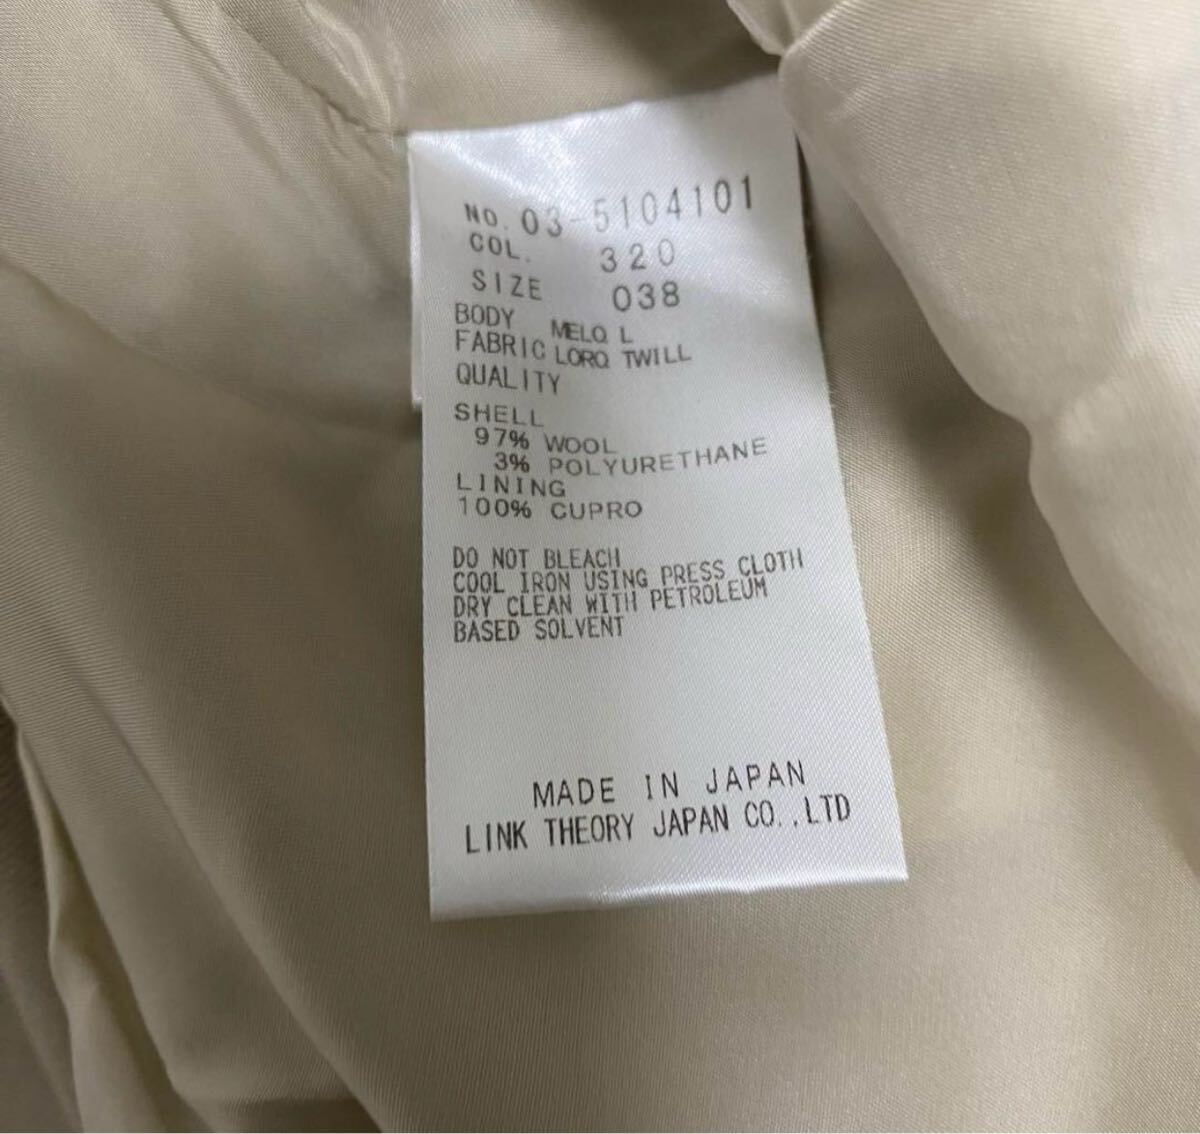 NO. 03-5104101
COL. 320
SIZE 038
BODY MELO L
FABRIC LORO TWILL
QUALITY
SHELL
97% WOOL
3% POLYURETHANE
LINING
100% CUPRO
DO NOT BLEACH
COOL IRON USING PRESS CLOTH
DRY CLEAN WITH PETROLEUM
BASED SOLVENT
MADE IN JAPAN
LINK THEORY JAPAN CO.,LTD